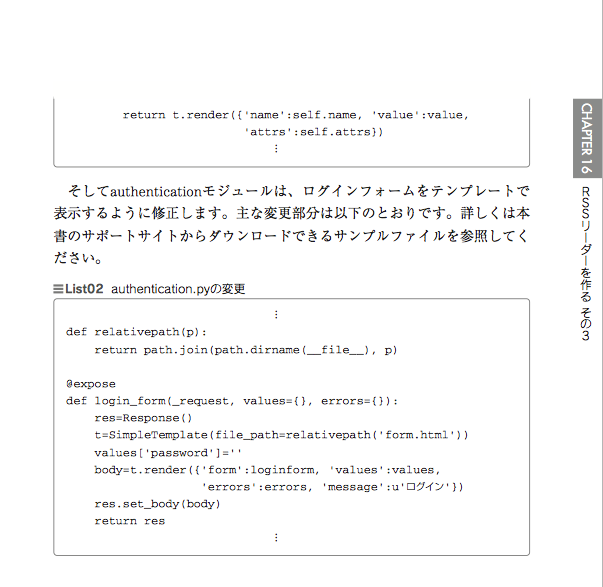 return t.render({'name':self.name, 'value':value,
'attrs':self.attrs})
⋮
そしてauthenticationモジュールは、ログインフォームをテンプレートで
表示するように修正します。主な変更部分は以下のとおりです。詳しくは本
書のサポートサイトからダウンロードできるサンプルファイルを参照してく
ださい。
☰List02 authentication.pyの変更
⋮
def relativepath(p):
    return path.join(path.dirname(__file__), p)
@expose
def login_form(_request, values={}, errors={}):
    res=Response()
    t=SimpleTemplate(file_path=relativepath('form.html'))
    values['password']=''
    body=t.render({'form':loginform, 'values':values,
                   'errors':errors, 'message':u'ログイン'})
    res.set_body(body)
    return res
⋮
CHAPTER 16
RSSリーダーを作る その3